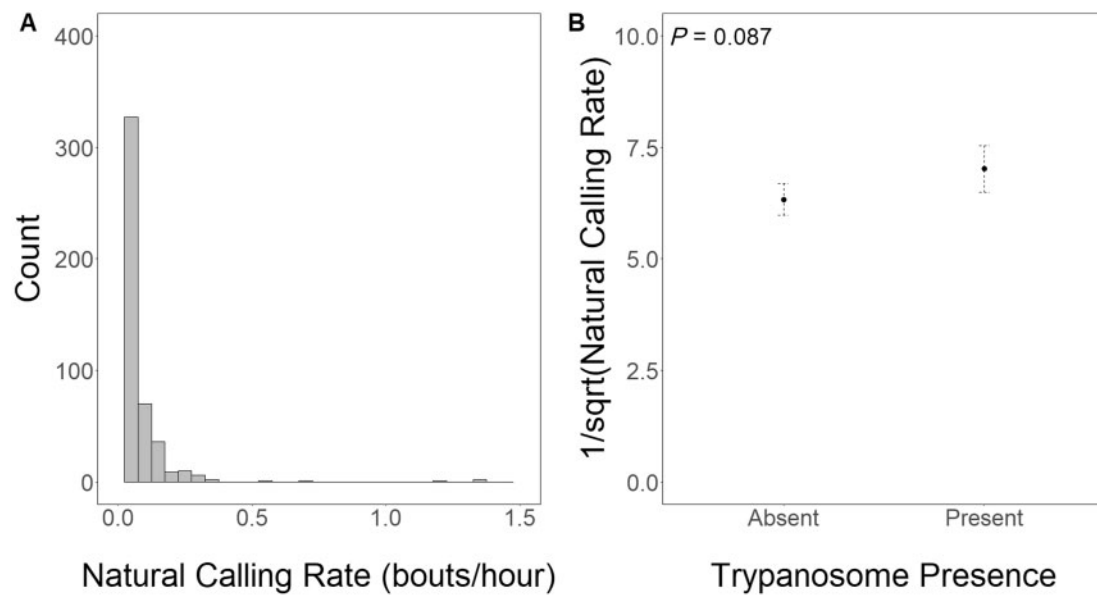 A
400
300
200
100
0
Count
0.0 0.5 1.0 1.5
Natural Calling Rate (bouts/hour)
B
P = 0.087
10.0
7.5
5.0
2.5
0.0
1/sqrt(Natural Calling Rate)
Absent Present
Trypanosome Presence